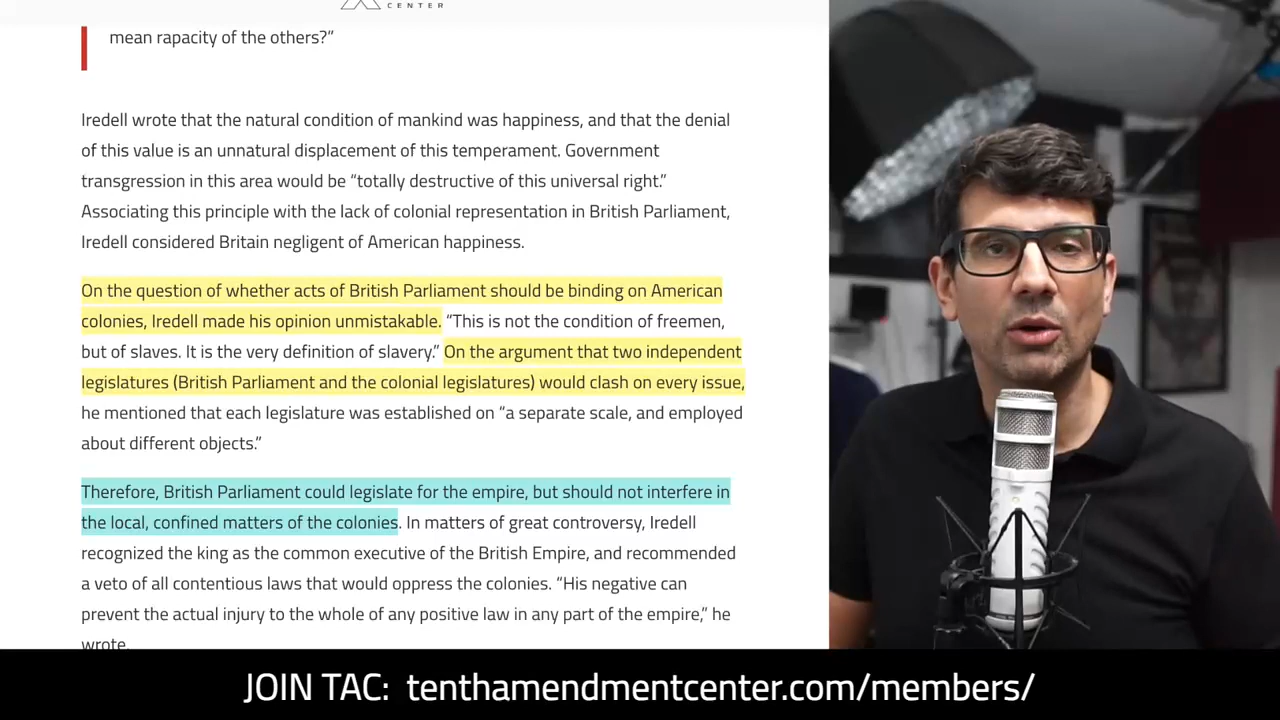 CENTER
mean rapacity of the others?”
Iredell wrote that the natural condition of mankind was happiness, and that the denial
of this value is an unnatural displacement of this temperament. Government
transgression in this area would be “totally destructive of this universal right.”
Associating this principle with the lack of colonial representation in British Parliament,
Iredell considered Britain negligent of American happiness.
On the question of whether acts of British Parliament should be binding on American
colonies, Iredell made his opinion unmistakable. “This is not the condition of freemen,
but of slaves. It is the very definition of slavery.” On the argument that two independent
legislatures (British Parliament and the colonial legislatures) would clash on every issue,
he mentioned that each legislature was established on “a separate scale, and employed
about different objects.”
Therefore, British Parliament could legislate for the empire, but should not interfere in
the local, confined matters of the colonies. In matters of great controversy, Iredell
recognized the king as the common executive of the British Empire, and recommended
a veto of all contentious laws that would oppress the colonies. “His negative can
prevent the actual injury to the whole of any positive law in any part of the empire,” he
wrote.
JOIN TAC: tenthamendmentcenter.com/members/